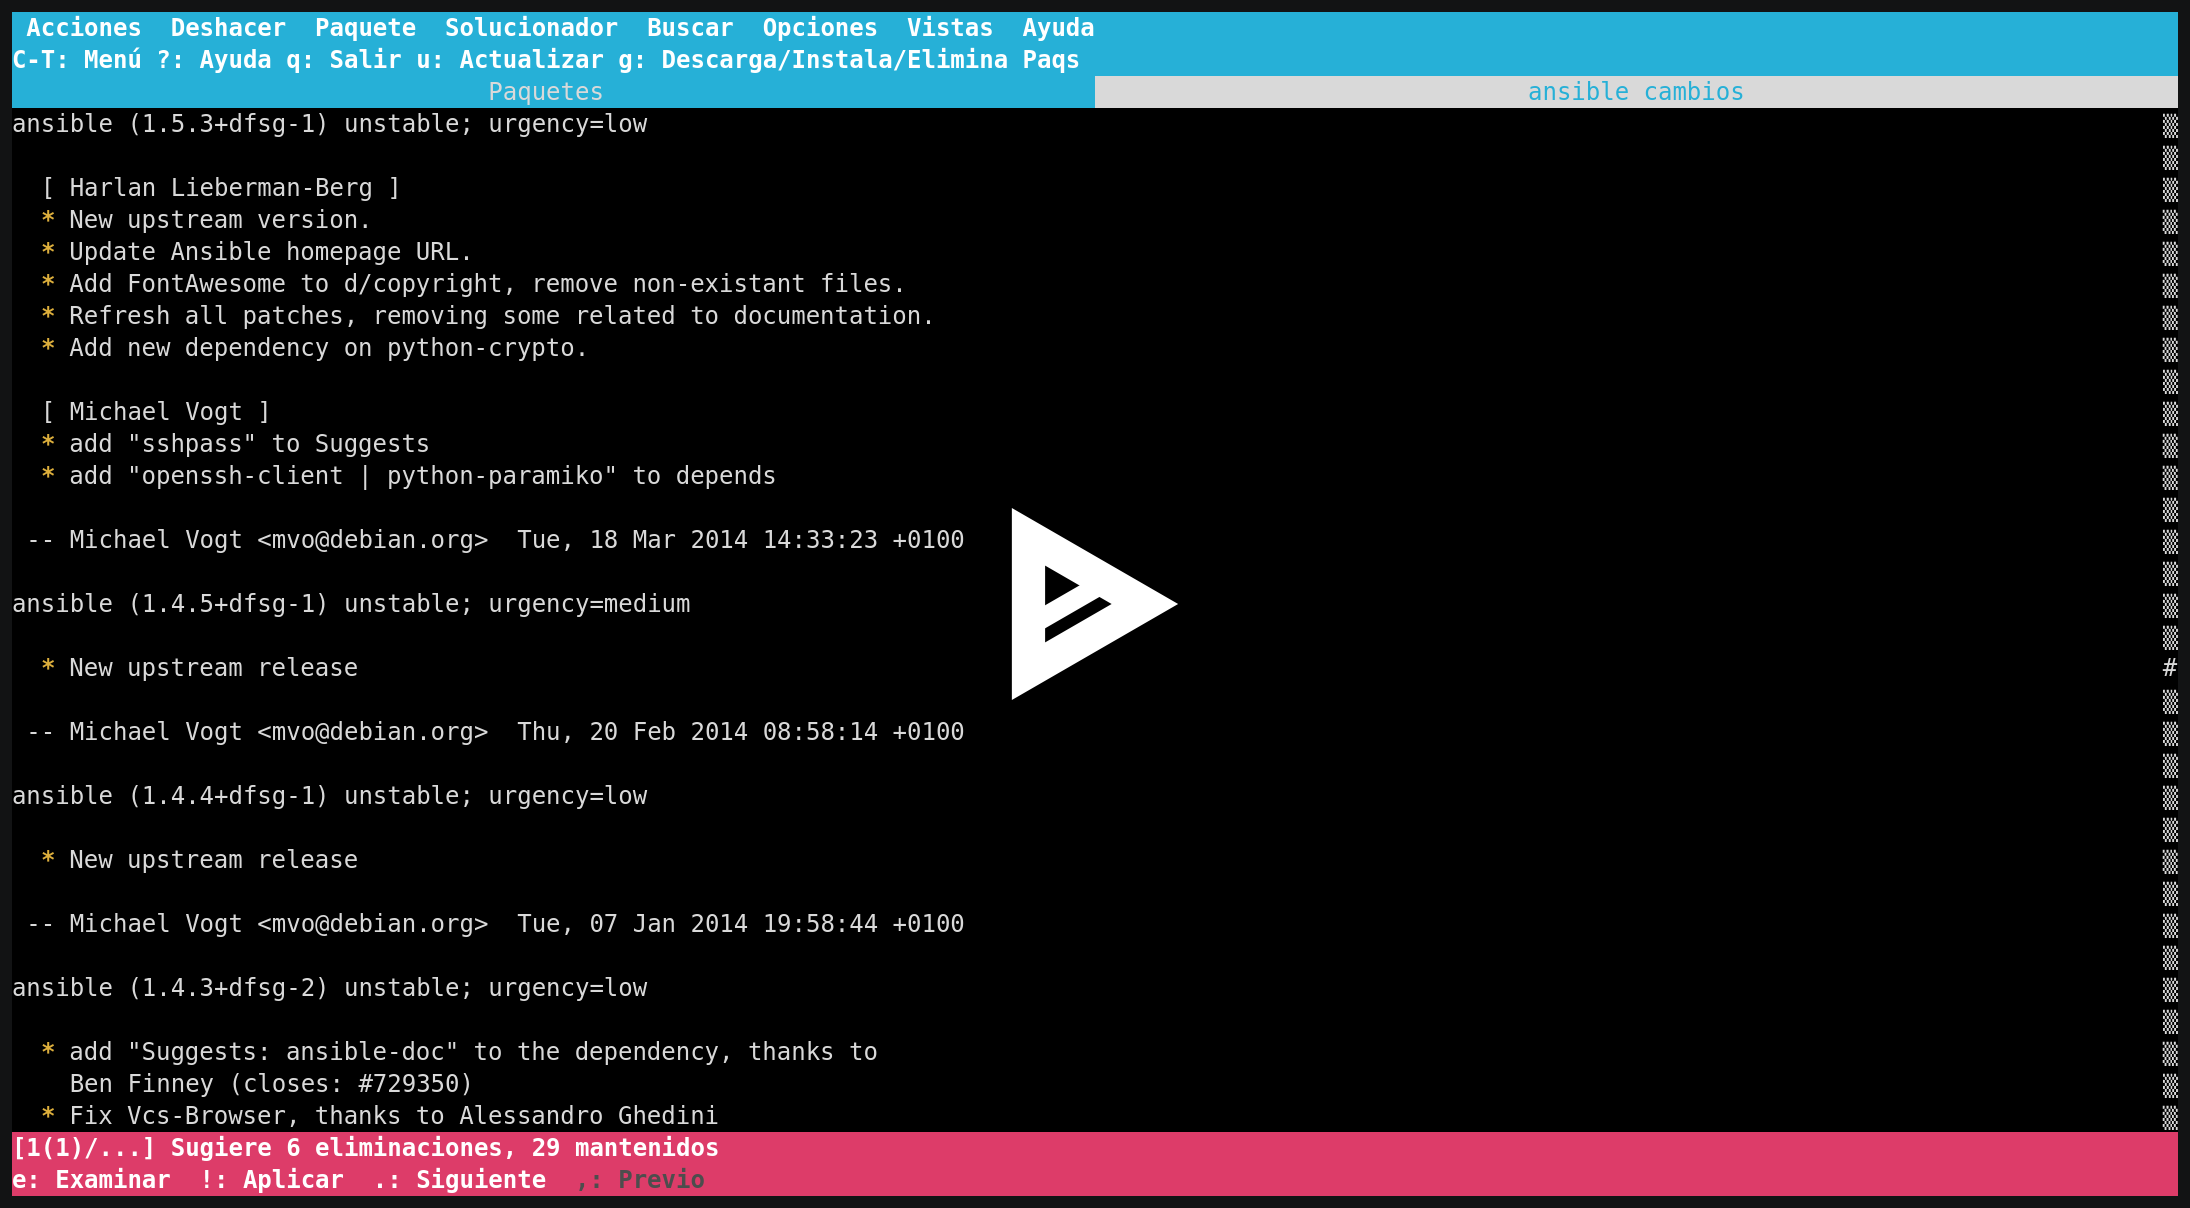 Acciones  Deshacer  Paquete  Solucionador  Buscar  Opciones  Vistas  Ayuda
C-T: Menú ?: Ayuda q: Salir u: Actualizar g: Descarga/Instala/Elimina Paqs
Paquetes  ansible cambios
ansible (1.5.3+dfsg-1) unstable; urgency=low
[ Harlan Lieberman-Berg ]
* New upstream version.
* Update Ansible homepage URL.
* Add FontAwesome to d/copyright, remove non-existant files.
* Refresh all patches, removing some related to documentation.
* Add new dependency on python-crypto.
[ Michael Vogt ]
* add "sshpass" to Suggests
* add "openssh-client | python-paramiko" to depends
-- Michael Vogt <mvo@debian.org>  Tue, 18 Mar 2014 14:33:23 +0100
ansible (1.4.5+dfsg-1) unstable; urgency=medium
* New upstream release #
-- Michael Vogt <mvo@debian.org>  Thu, 20 Feb 2014 08:58:14 +0100
ansible (1.4.4+dfsg-1) unstable; urgency=low
* New upstream release
-- Michael Vogt <mvo@debian.org>  Tue, 07 Jan 2014 19:58:44 +0100
ansible (1.4.3+dfsg-2) unstable; urgency=low
* add "Suggests: ansible-doc" to the dependency, thanks to
Ben Finney (closes: #729350)
* Fix Vcs-Browser, thanks to Alessandro Ghedini
[1(1)/...] Sugiere 6 eliminaciones, 29 mantenidos
e: Examinar  !: Aplicar  .: Siguiente  ,: Previo